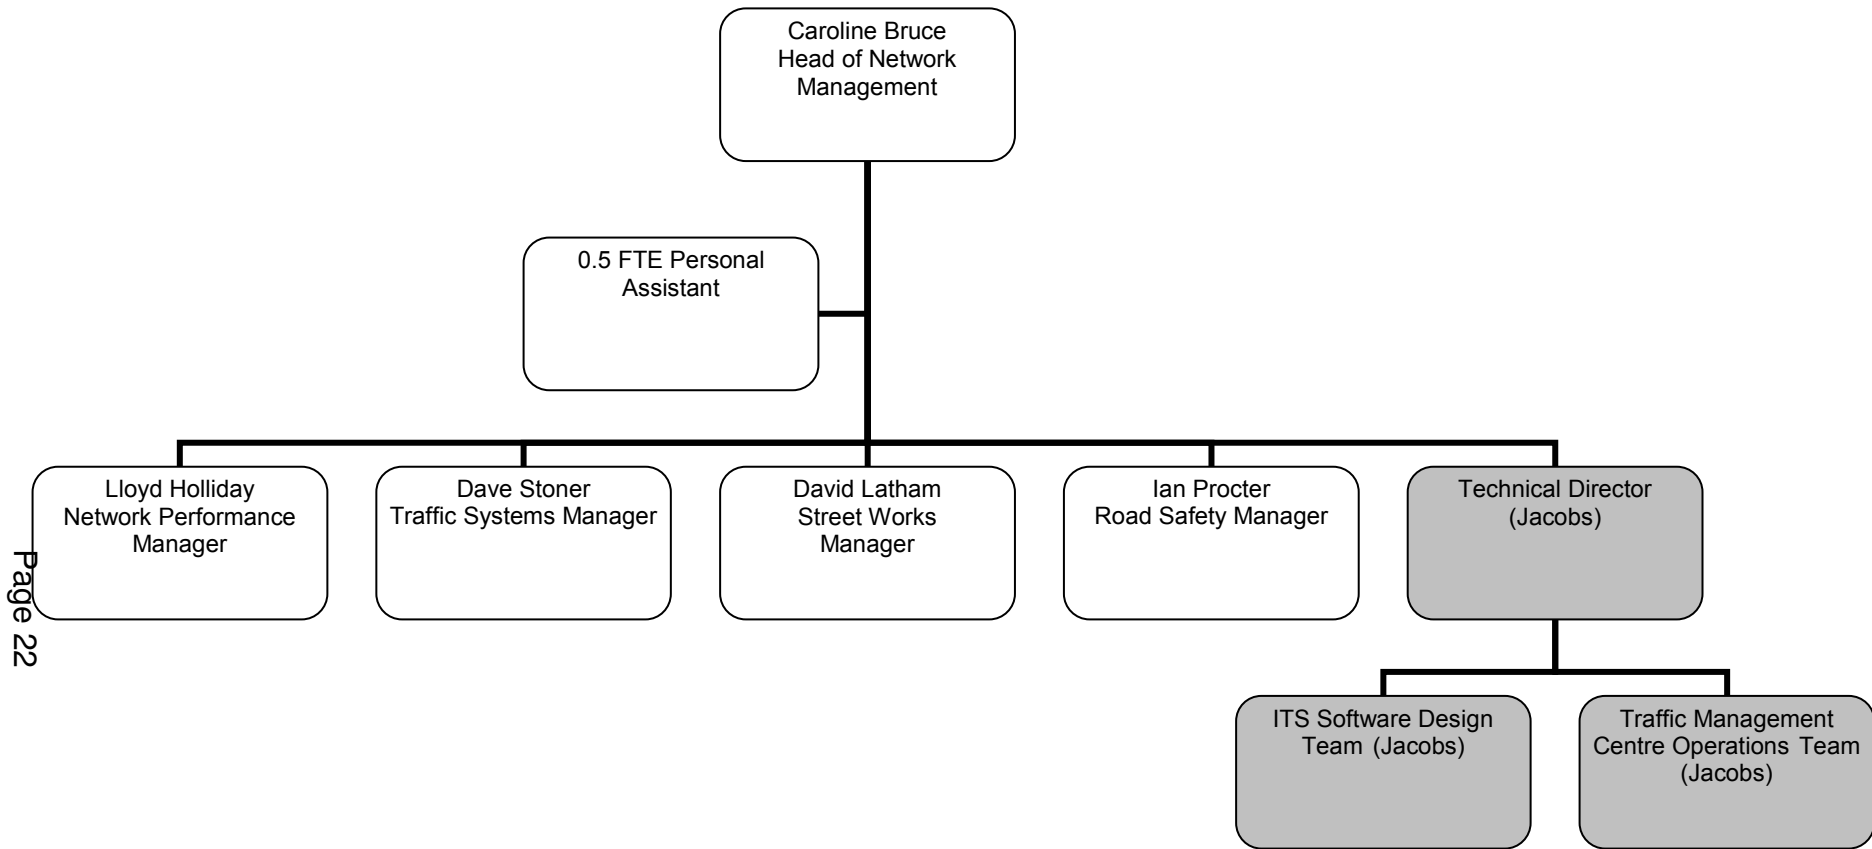 Caroline Bruce
Head of Network
Management
0.5 FTE Personal
Assistant
Lloyd Holliday
Network Performance
Manager
Dave Stoner
Traffic Systems Manager
David Latham
Street Works
Manager
Ian Procter
Road Safety Manager
Technical Director
(Jacobs)
ITS Software Design
Team (Jacobs)
Traffic Management
Centre Operations Team
(Jacobs)
Page 22